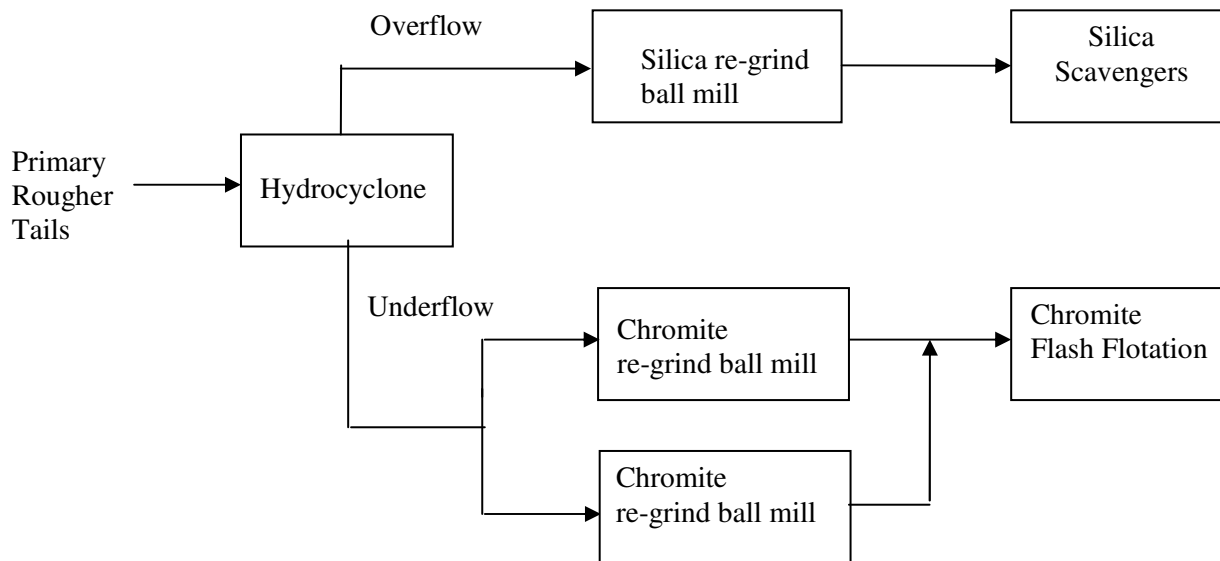 Overflow
Silica re-grind
ball mill
Silica
Scavengers
Primary
Rougher
Tails
Hydrocyclone
Underflow
Chromite
re-grind ball mill
Chromite
Flash Flotation
Chromite
re-grind ball mill